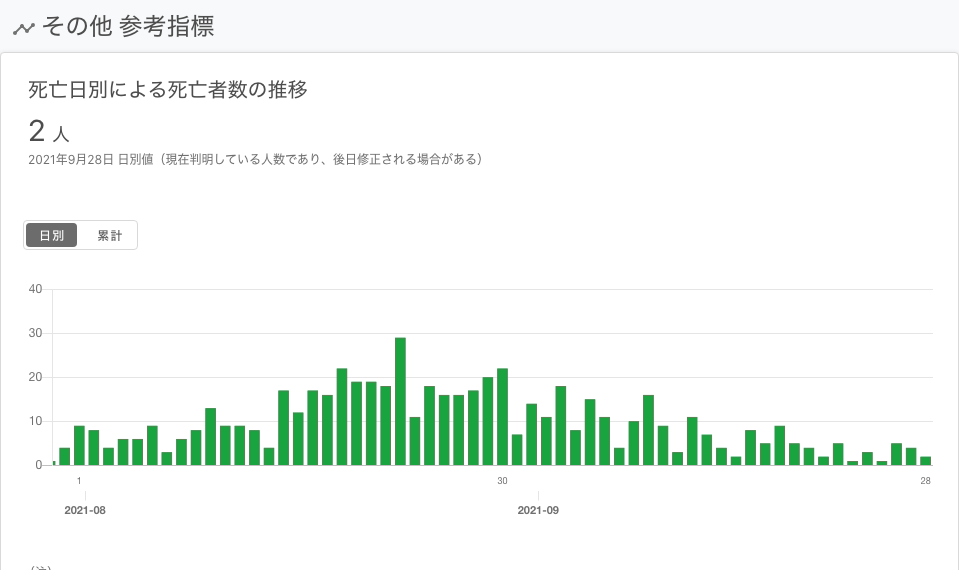 その他 参考指標
死亡日別による死亡者数の推移
2 人
2021年9月28日 日別値（現在判明している人数であり、後日修正される場合がある）
日別 累計
40
30
20
10
0
1 30 28
2021-08 2021-09